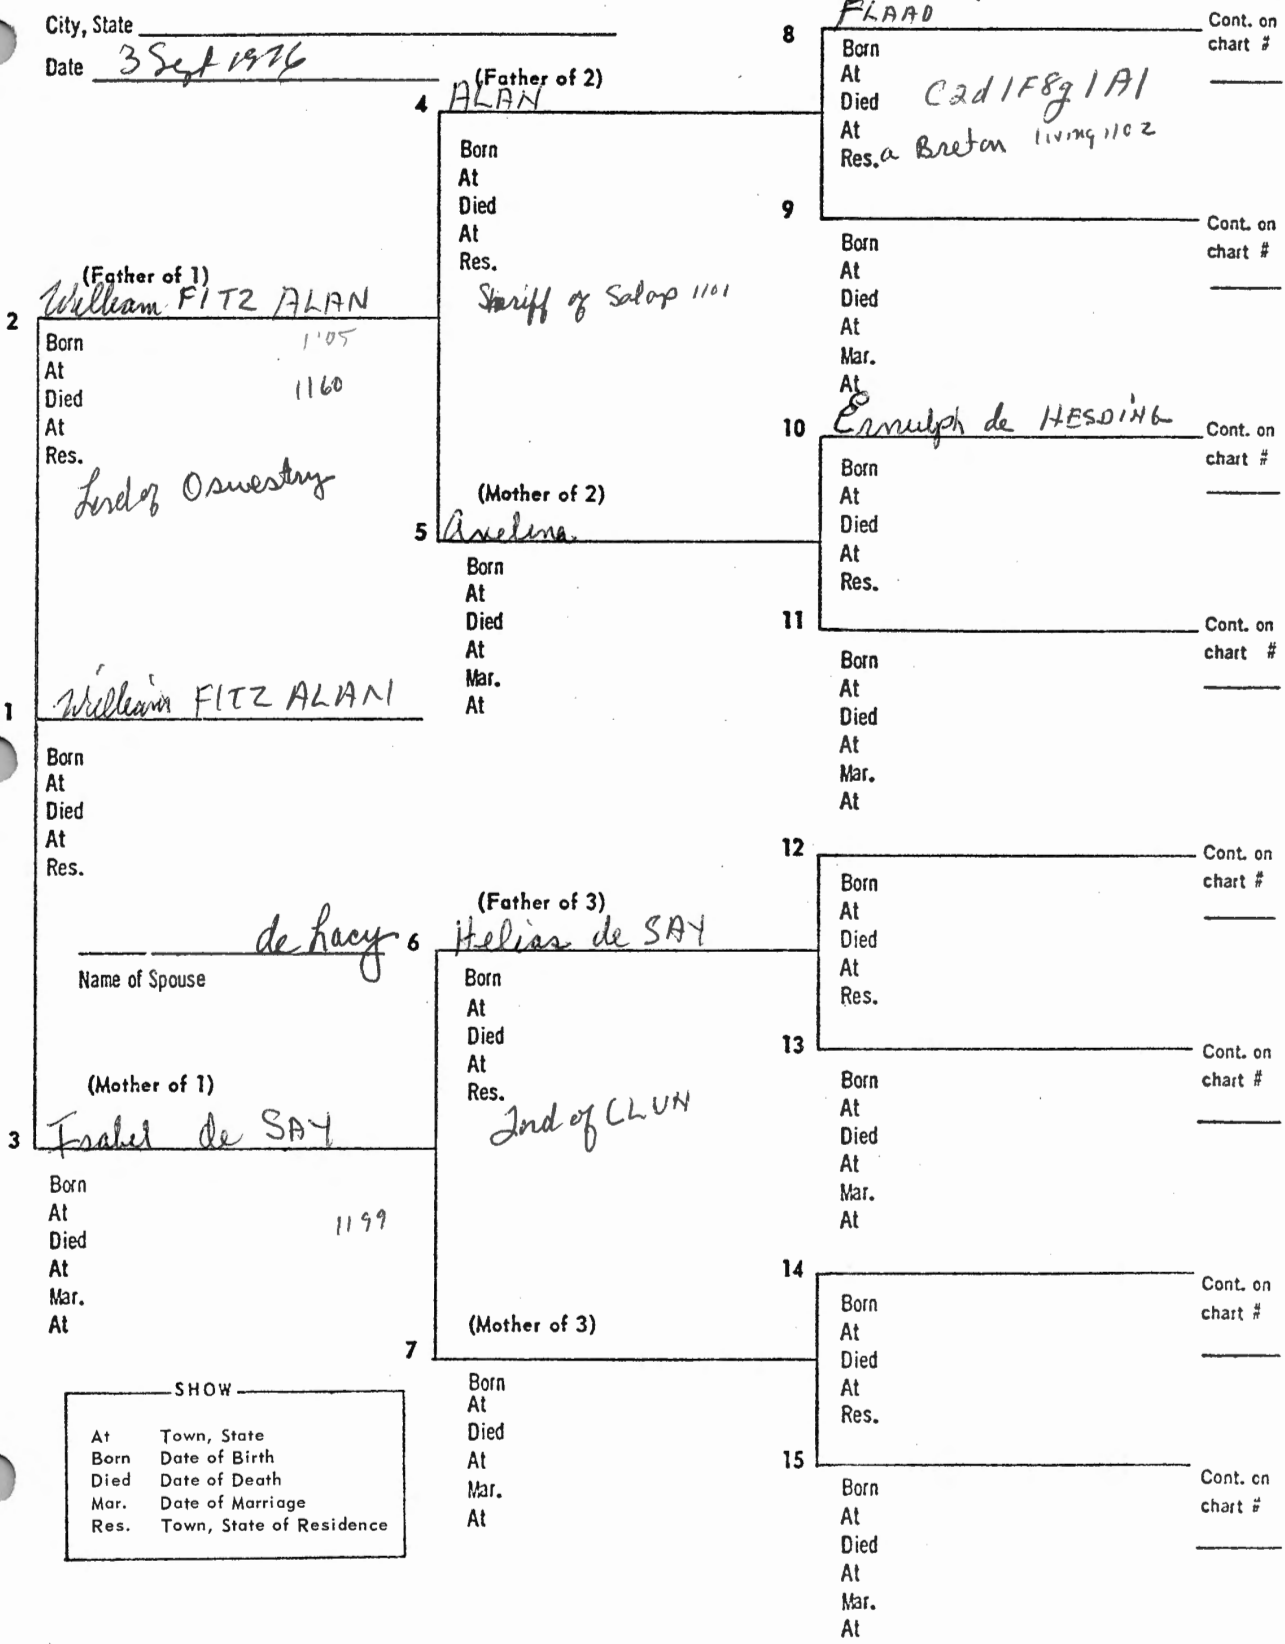 City, State
Date 3 Sept 1976
(Father of 2)
4 ALAN
Born
At
Died
At
Res.
Sheriff of Salop 1101
8 FLAAD
Cont. on
chart #
Born
At
Died C2d1F8g1A1
At
Res. a Breton living 1102
9
Cont. on
chart #
Born
At
Died
At
Mar.
At
(Father of 1)
2 William FITZ ALAN
Born 1105
At
Died 1160
At
Res.
Lord of Oswestry
10 Ernulph de HESDING
Cont. on
chart #
Born
At
Died
At
Res.
(Mother of 2)
5 Avelina
Born
At
Died
At
Mar.
At
11
Cont. on
chart #
Born
At
Died
At
Mar.
At
1 William FITZ ALAN
Born
At
Died
At
Res.
de Lacy
Name of Spouse
12
Cont. on
chart #
Born
At
Died
At
Res.
(Father of 3)
6 Helias de SAY
Born
At
Died
At
Res.
2nd of CLUN
13
Cont. on
chart #
Born
At
Died
At
Mar.
At
(Mother of 1)
3 Isabel de SAY
Born
At
Died 1199
At
Mar.
At
14
Cont. on
chart #
Born
At
Died
At
Res.
(Mother of 3)
7
Born
At
Died
At
Mar.
At
15
Cont. on
chart #
Born
At
Died
At
Mar.
At
SHOW
At Town, State
Born Date of Birth
Died Date of Death
Mar. Date of Marriage
Res. Town, State of Residence